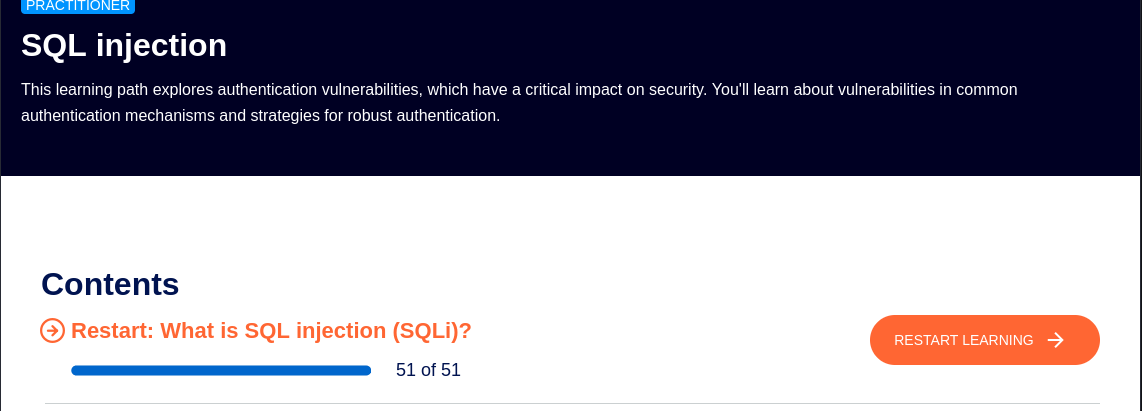 PRACTITIONER
SQL injection
This learning path explores authentication vulnerabilities, which have a critical impact on security. You'll learn about vulnerabilities in common
authentication mechanisms and strategies for robust authentication.
Contents
Restart: What is SQL injection (SQLi)?
RESTART LEARNING
51 of 51